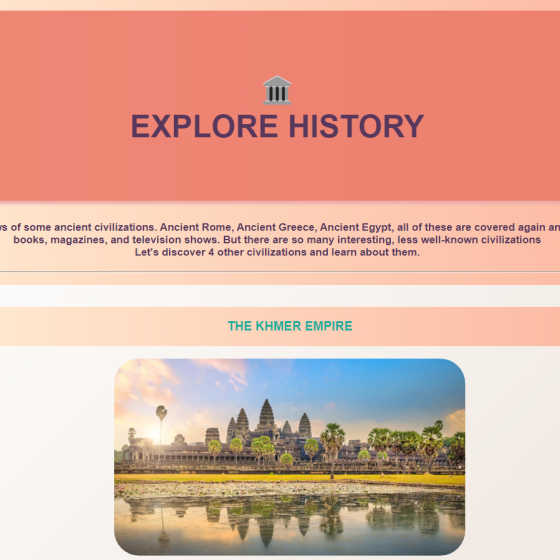 EXPLORE HISTORY
of some ancient civilizations. Ancient Rome, Ancient Greece, Ancient Egypt, all of these are covered again
books, magazines, and television shows. But there are so many interesting, less well-known civilizations
Let's discover 4 other civilizations and learn about them.
THE KHMER EMPIRE